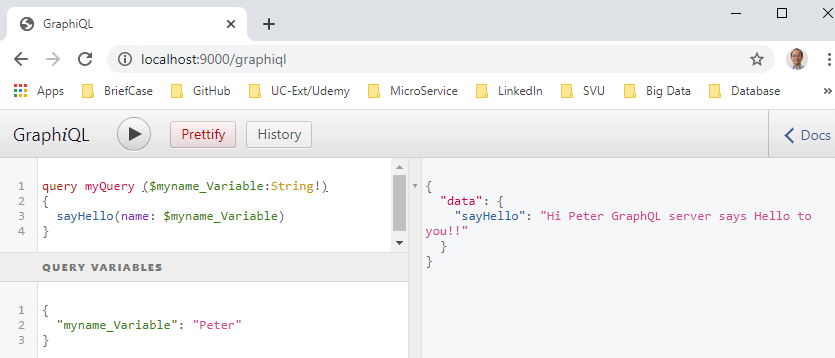 GraphiQL
localhost:9000/graphiql
Apps BriefCase GitHub UC-Ext/Udemy MicroService LinkedIn SVU Big Data Database »
GraphiQL Prettify History Docs
1 query myQuery ($myname_Variable:String!)
2 {
3 sayHello(name: $myname_Variable)
4 }
QUERY VARIABLES
1 {
2 "myname_Variable": "Peter"
3 }
{
"data": {
"sayHello": "Hi Peter GraphQL server says Hello to
you!!"
}
}